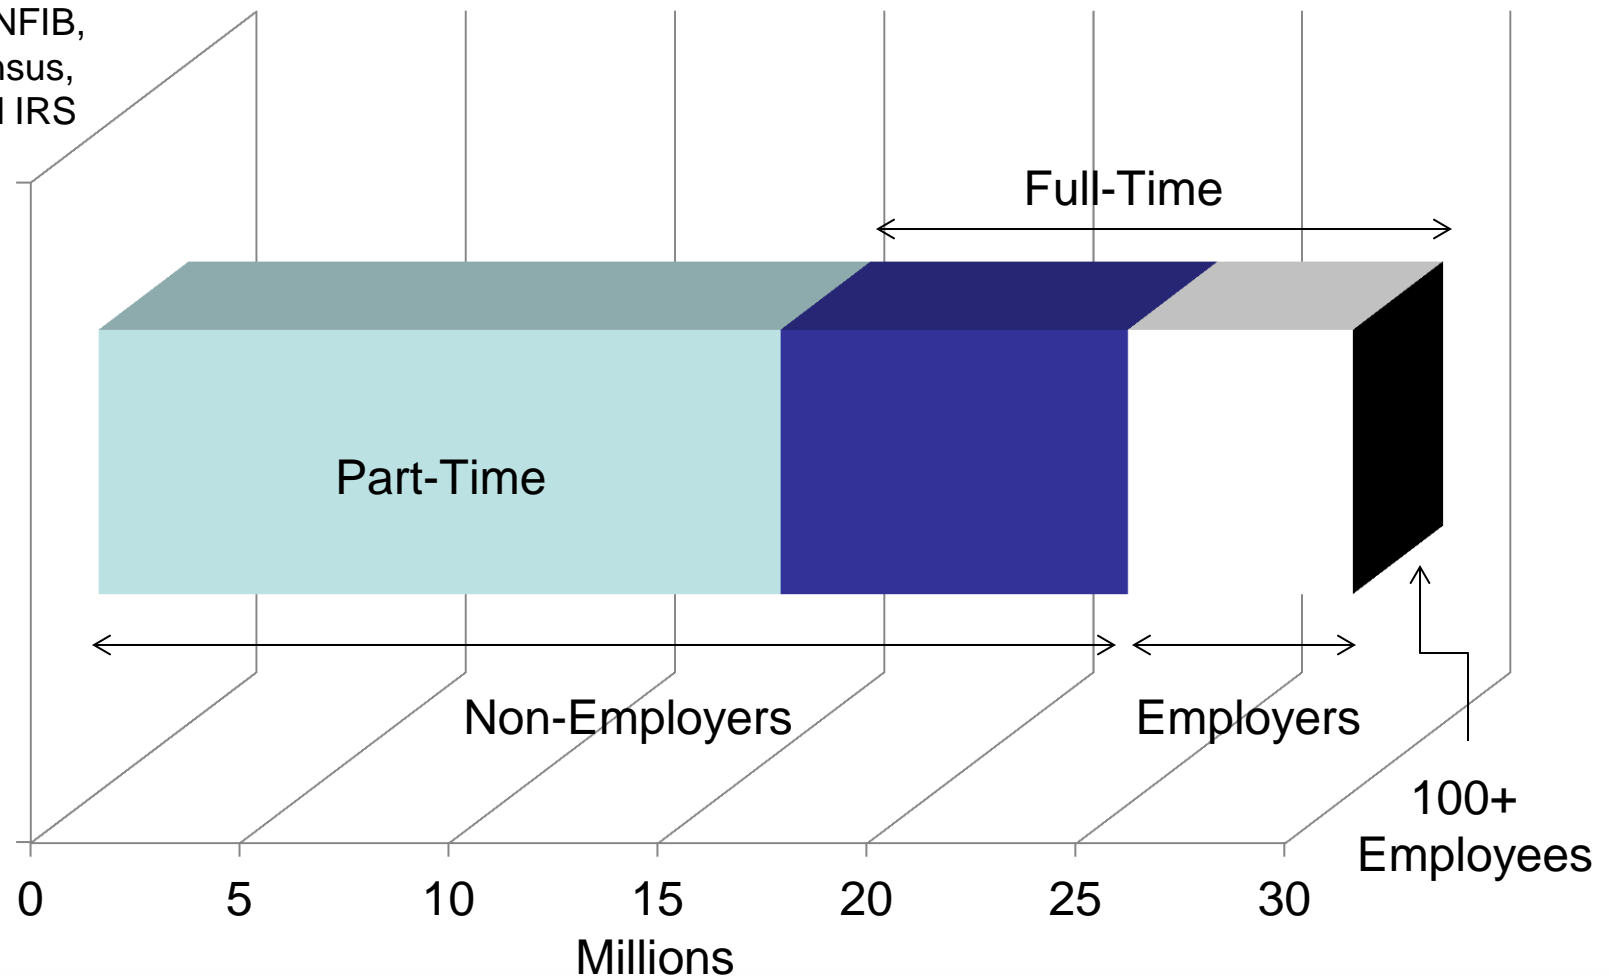 NFIB,
IRS
Full-Time
Part-Time
Non-Employers
Employers
100+
Employees
0 5 10 15 20 25 30
Millions